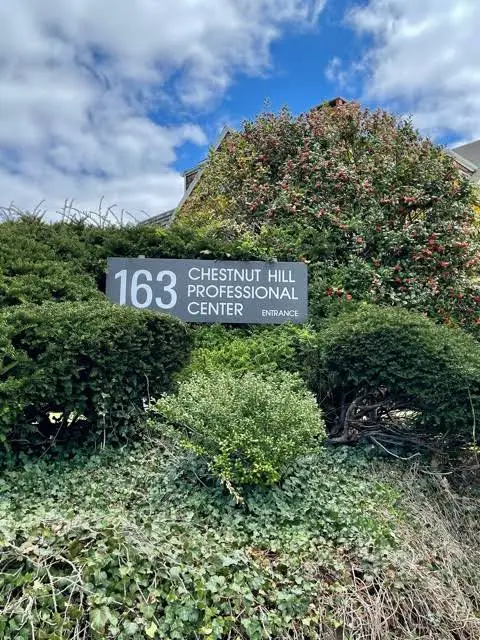 163 CHESTNUT HILL
PROFESSIONAL
CENTER ENTRANCE